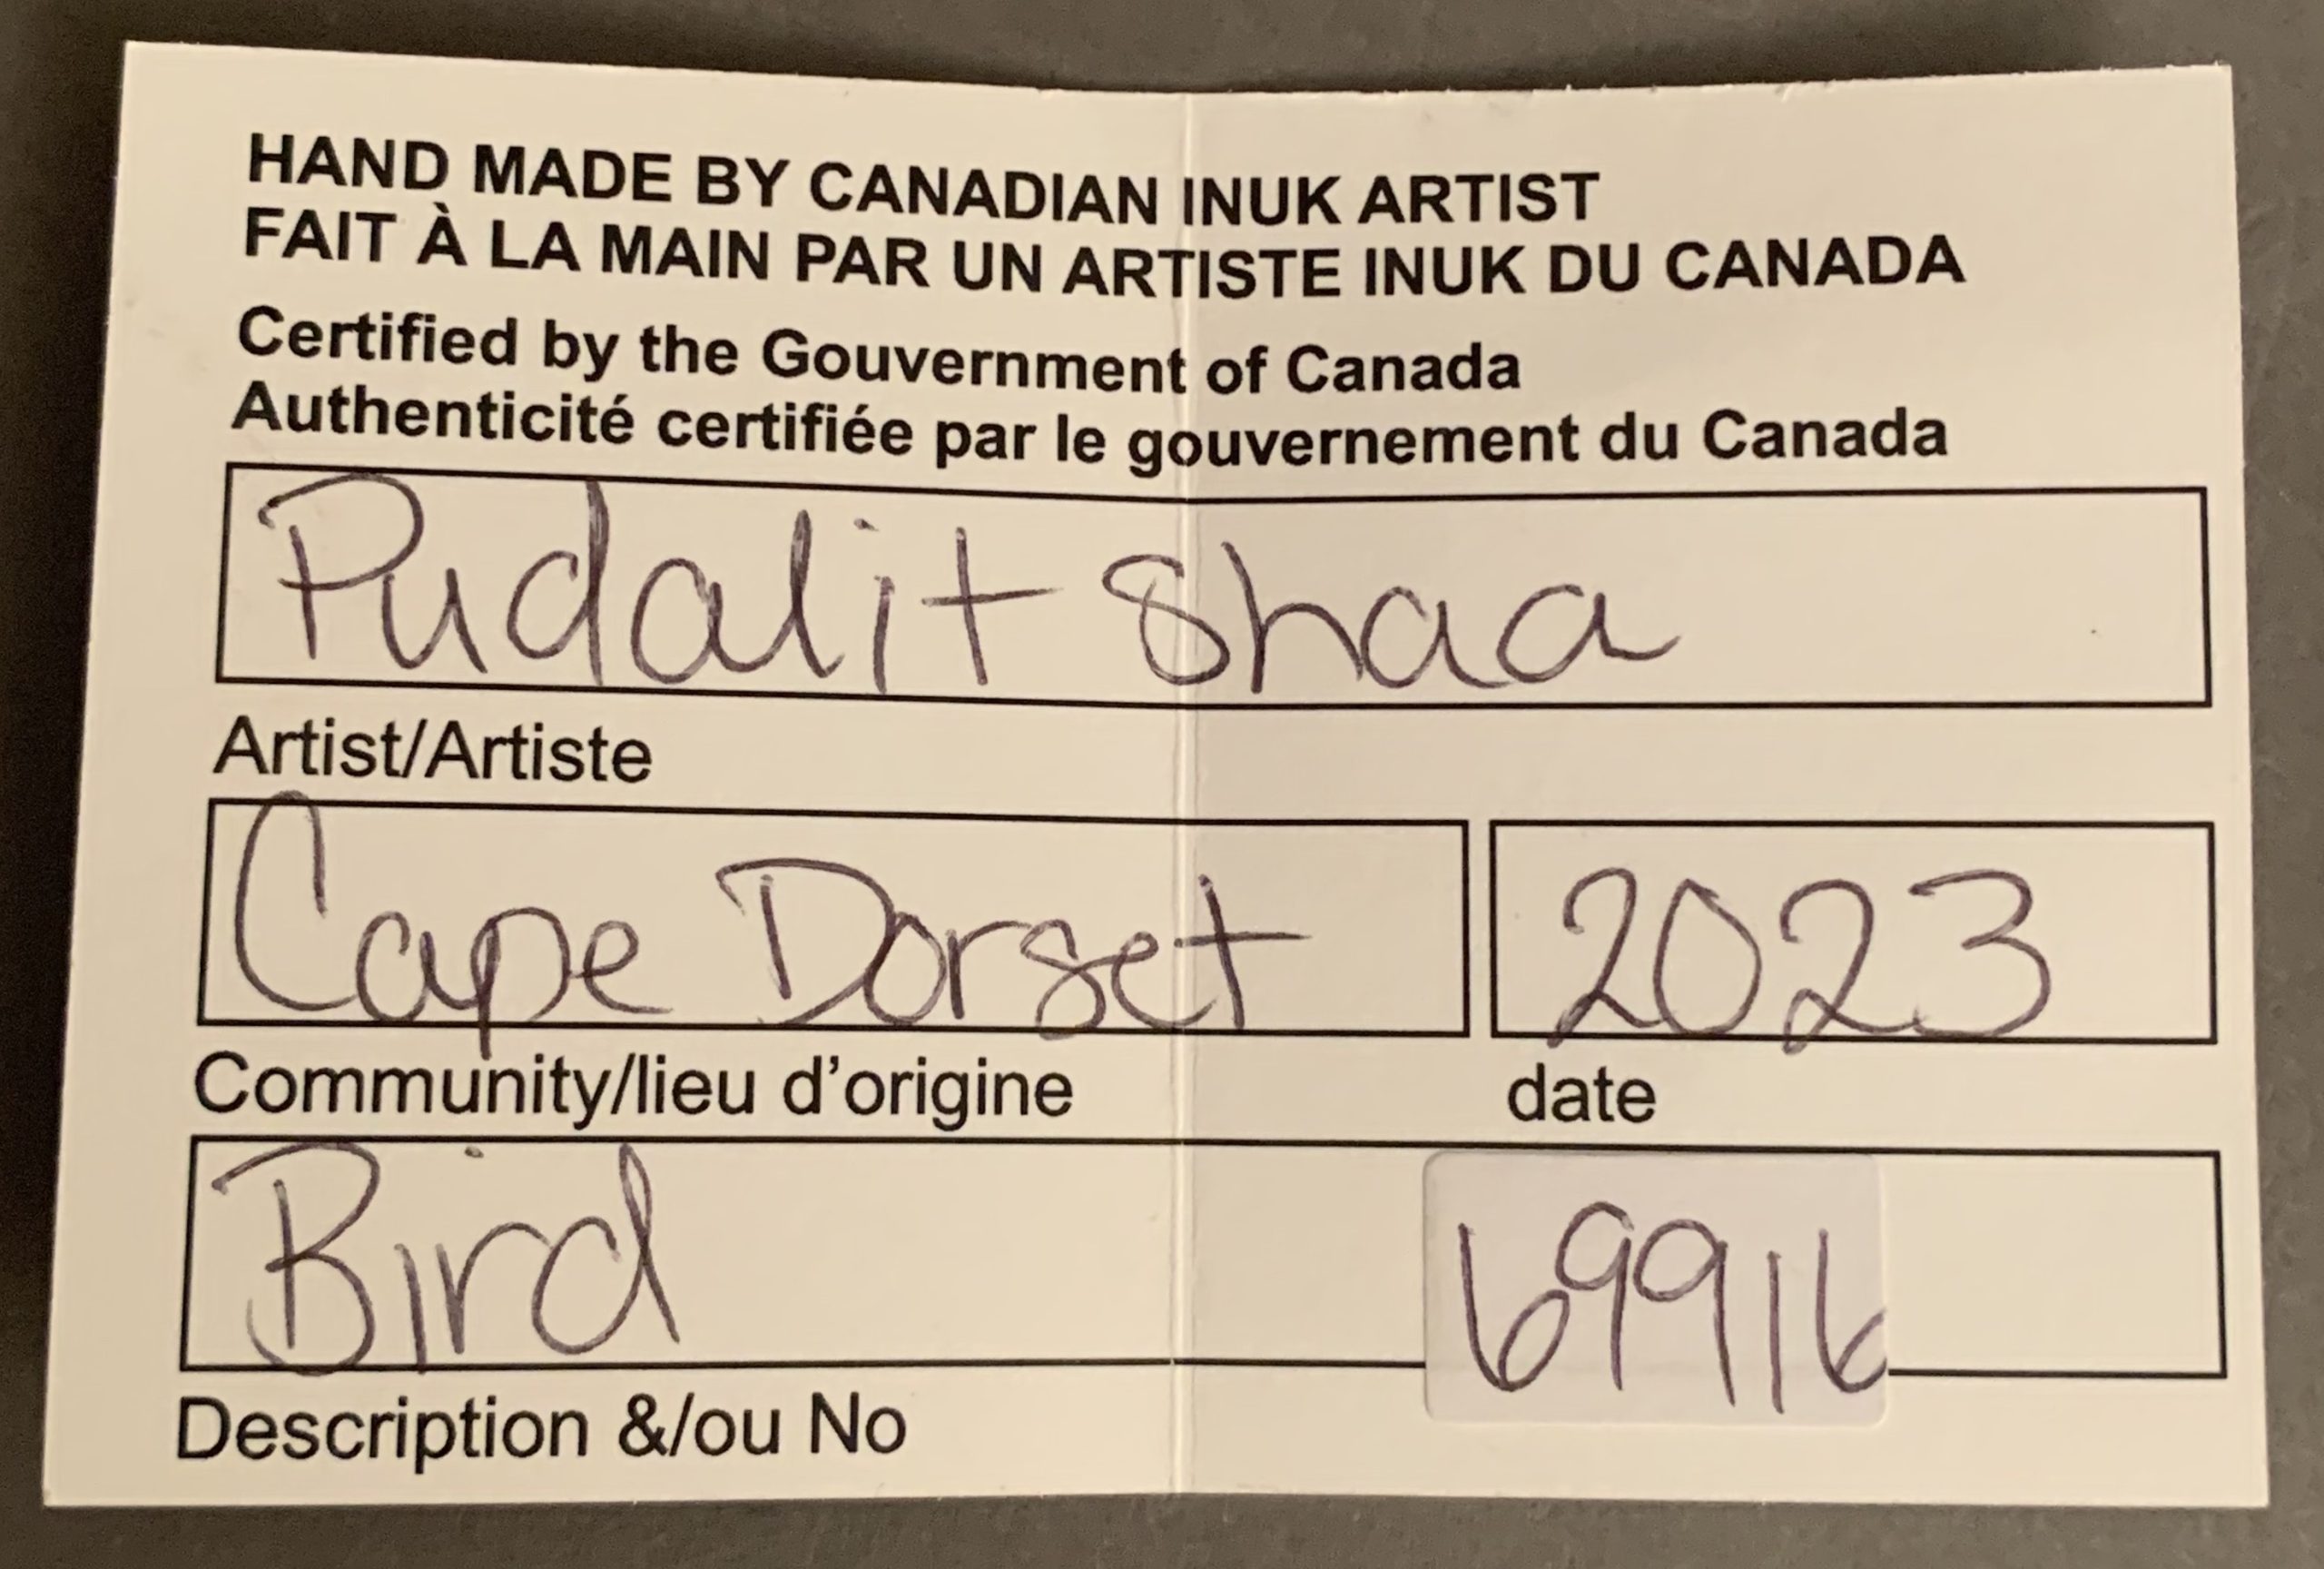 HAND MADE BY CANADIAN INUK ARTIST
FAIT À LA MAIN PAR UN ARTISTE INUK DU CANADA
Certified by the Gouvernment of Canada
Authenticité certifiée par le gouvernement du Canada
Pudalit Shaa
Artist/Artiste
Cape Dorset 2023
Community/lieu d'origine date
Bird 69916
Description &/ou No